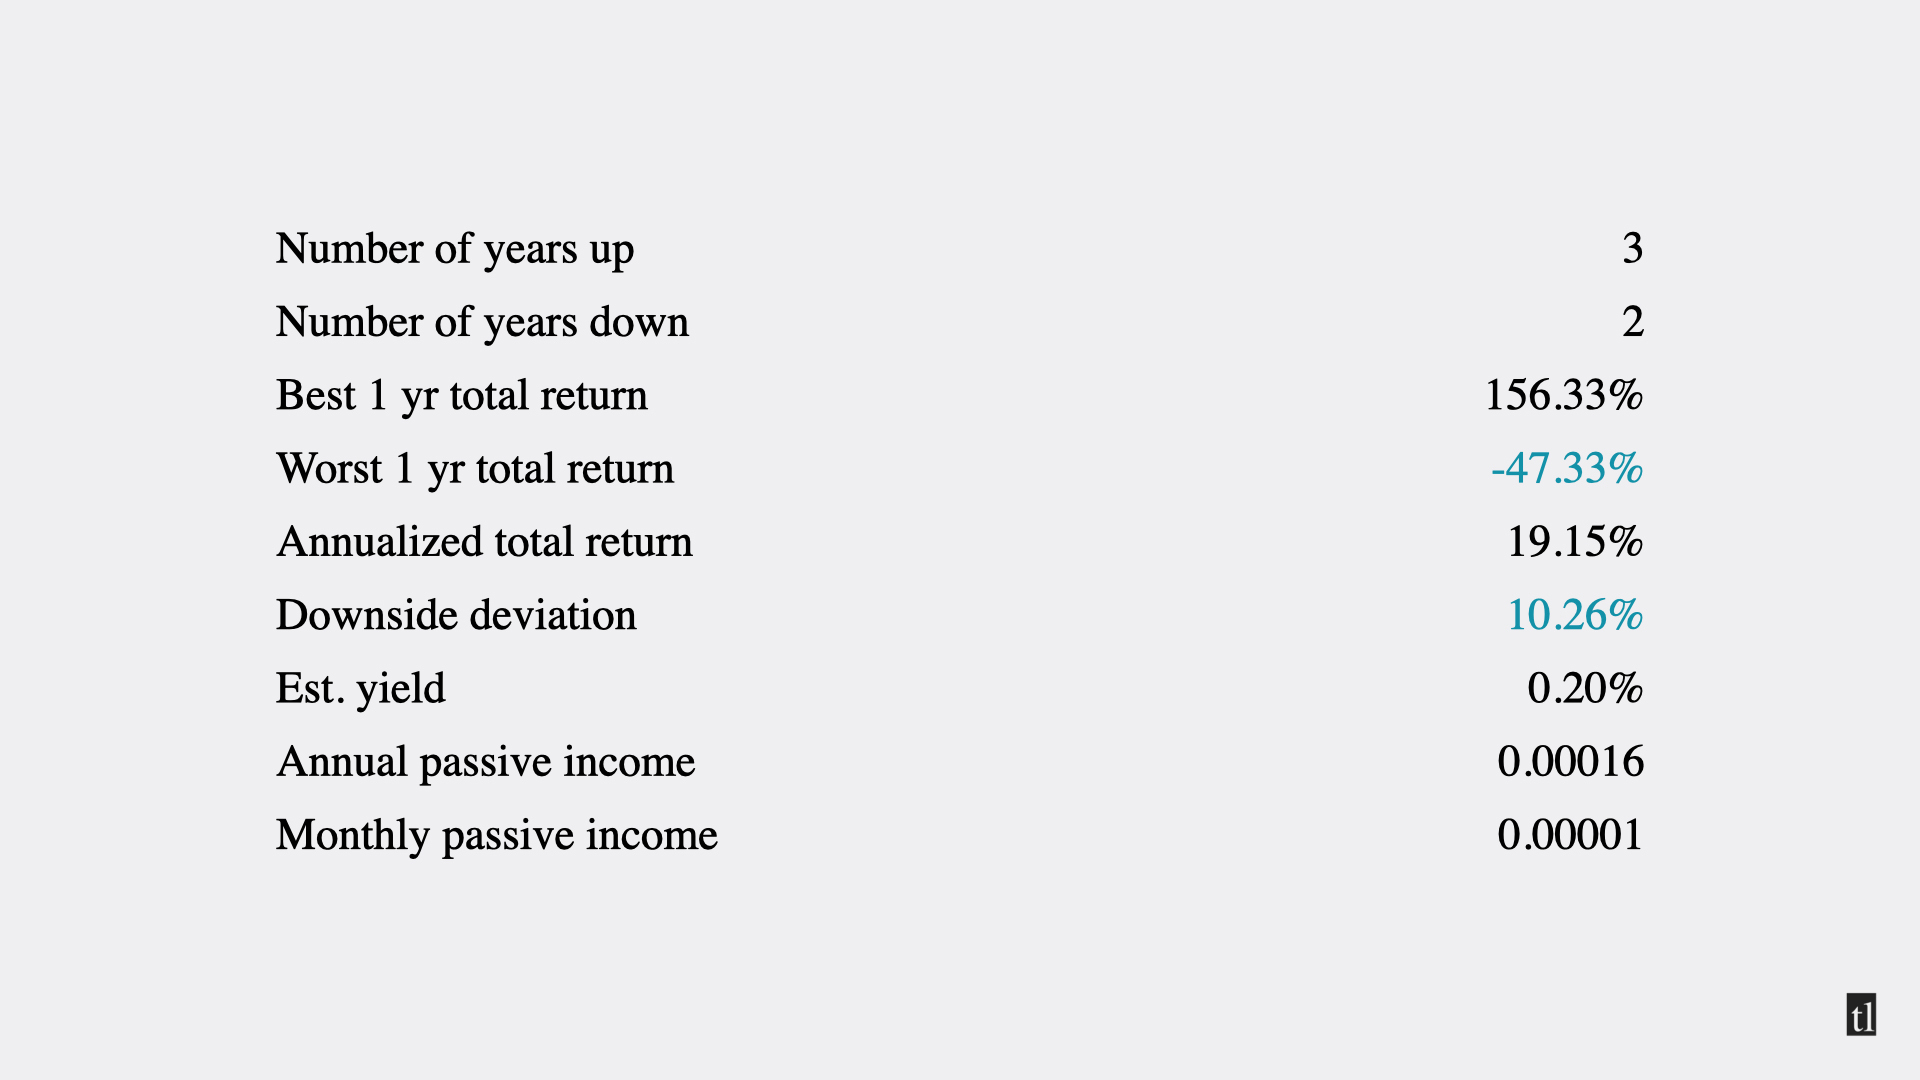 Number of years up 3
Number of years down 2
Best 1 yr total return 156.33%
Worst 1 yr total return -47.33%
Annualized total return 19.15%
Downside deviation 10.26%
Est. yield 0.20%
Annual passive income 0.00016
Monthly passive income 0.00001
tl